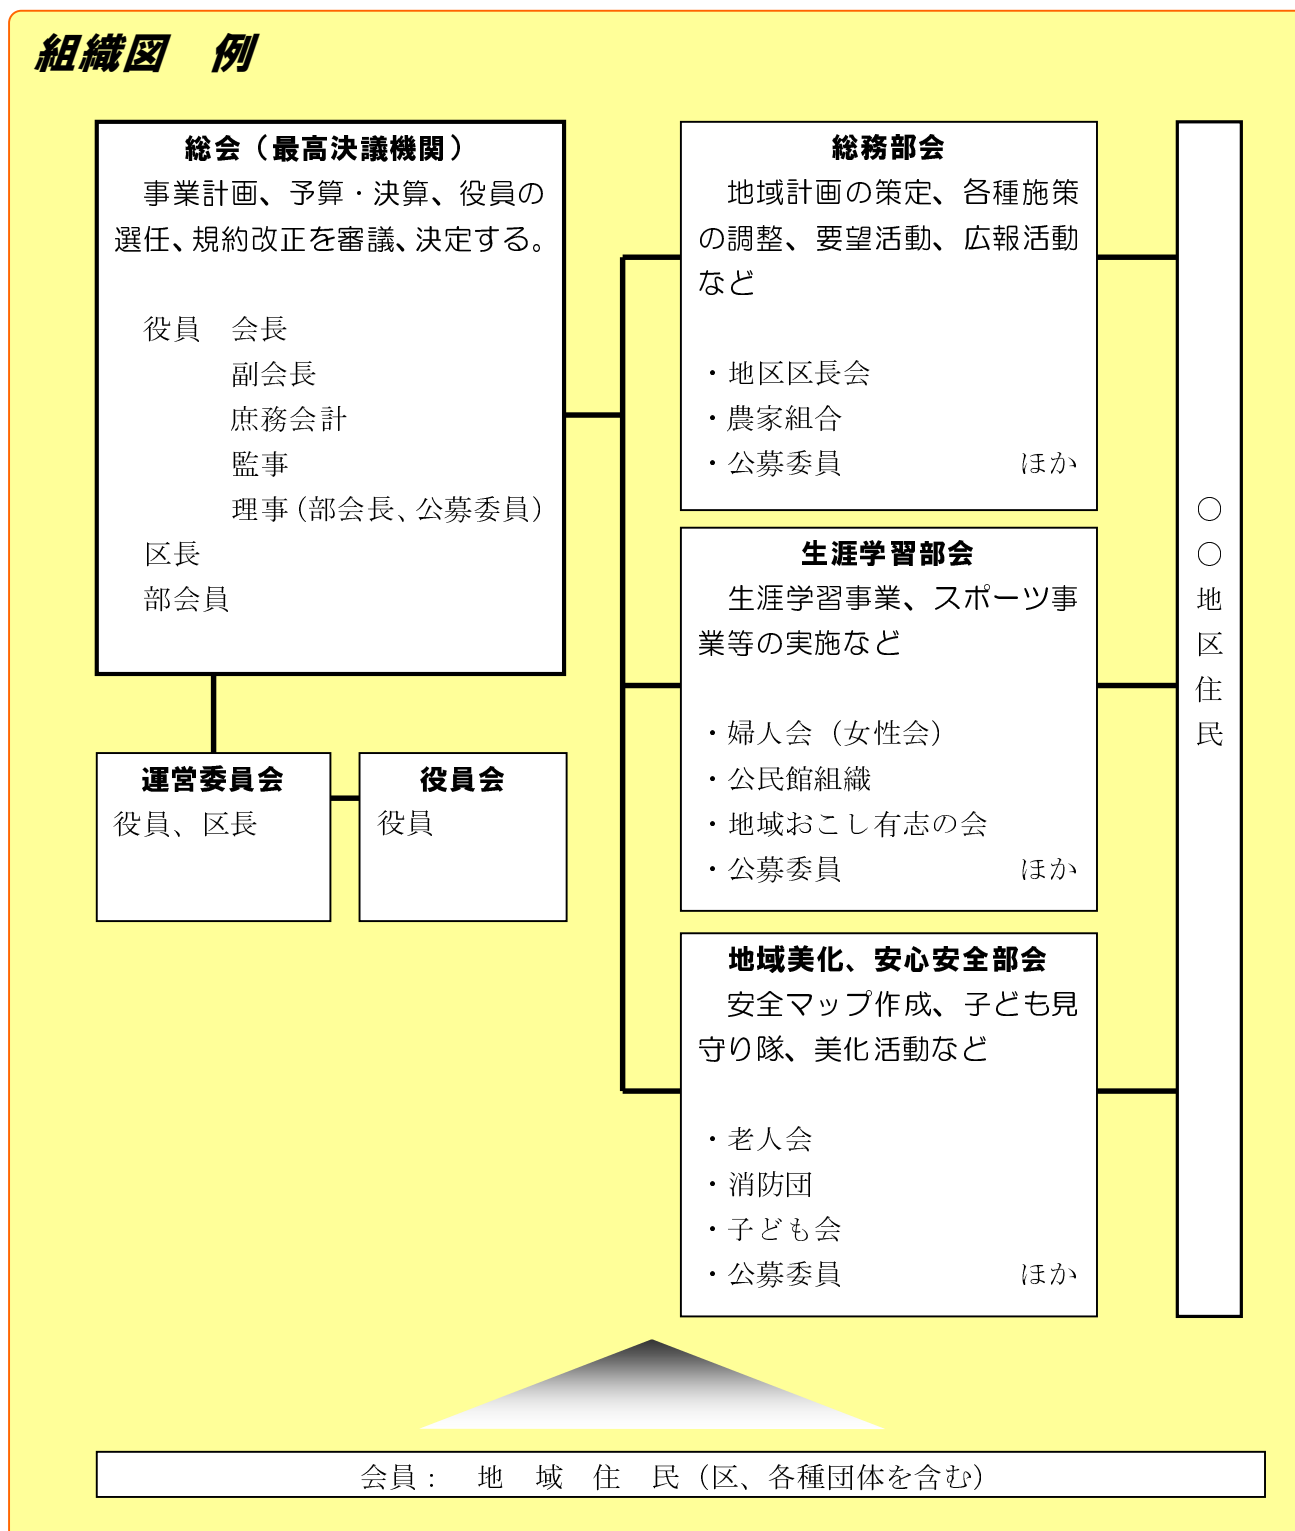 組織図　例
総会（最高決議機関）
事業計画、予算・決算、役員の
選任、規約改正を審議、決定する。
役員　会長
副会長
庶務会計
監事
理事（部会長、公募委員）
区長
部会員
運営委員会
役員、区長
役員会
役員
総務部会
地域計画の策定、各種施策
の調整、要望活動、広報活動
など
・地区区長会
・農家組合
・公募委員　ほか
生涯学習部会
生涯学習事業、スポーツ事
業等の実施など
・婦人会（女性会）
・公民館組織
・地域おこし有志の会
・公募委員　ほか
地域美化、安心安全部会
安全マップ作成、子ども見
守り隊、美化活動など
・老人会
・消防団
・子ども会
・公募委員　ほか
〇〇地区住民
会員：　地　域　住　民（区、各種団体を含む）